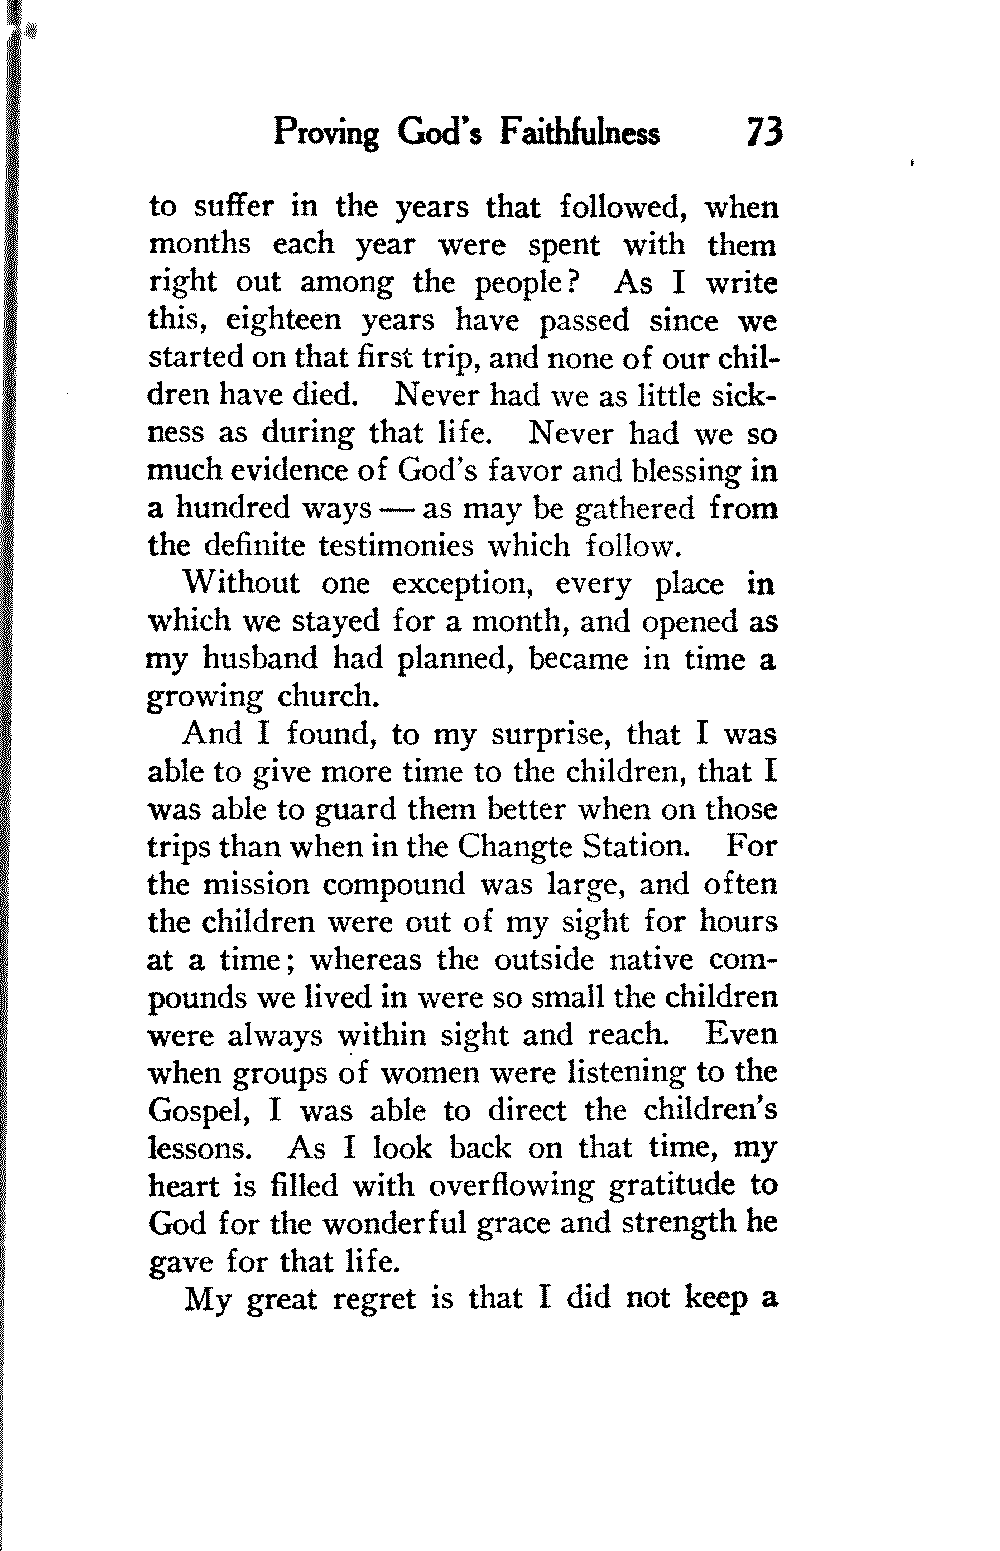 Proving God's Faithfulness 73
to suffer in the years that followed, when
months each year were spent with them
right out among the people? As I write
this, eighteen years have passed since we
started on that first trip, and none of our chil-
dren have died. Never had we as little sick-
ness as during that life. Never had we so
much evidence of God's favor and blessing in
a hundred ways — as may be gathered from
the definite testimonies which follow.
Without one exception, every place in
which we stayed for a month, and opened as
my husband had planned, became in time a
growing church.
And I found, to my surprise, that I was
able to give more time to the children, that I
was able to guard them better when on those
trips than when in the Changte Station. For
the mission compound was large, and often
the children were out of my sight for hours
at a time; whereas the outside native com-
pounds we lived in were so small the children
were always within sight and reach. Even
when groups of women were listening to the
Gospel, I was able to direct the children's
lessons. As I look back on that time, my
heart is filled with overflowing gratitude to
God for the wonderful grace and strength he
gave for that life.
My great regret is that I did not keep a